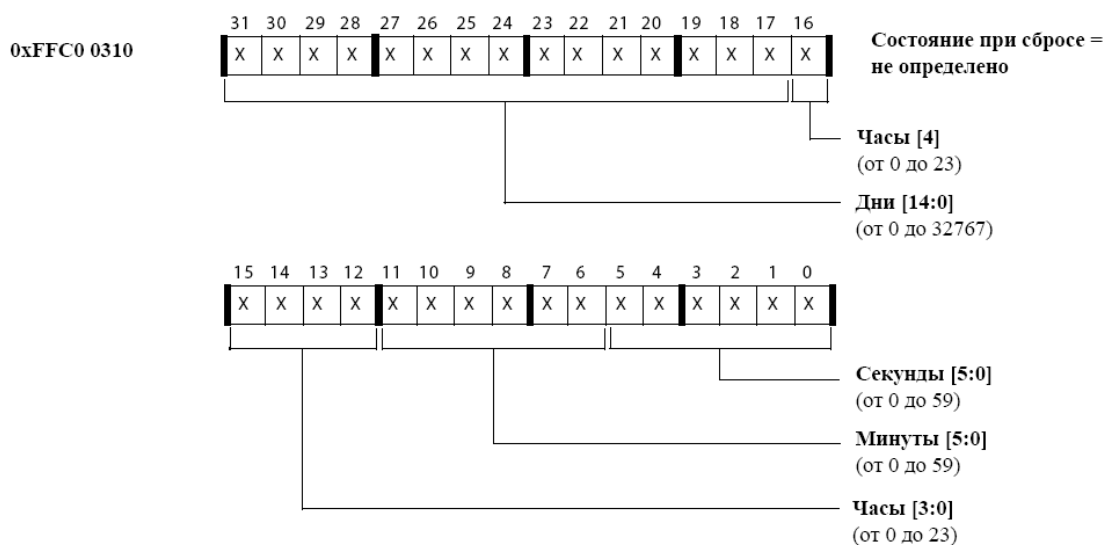 31 30 29 28 27 26 25 24 23 22 21 20 19 18 17 16
0xFFC0 0310
X X X X X X X X X X X X X X X X
Состояние при сбросе =
не определено
Часы [4]
(от 0 до 23)
Дни [14:0]
(от 0 до 32767)
15 14 13 12 11 10 9 8 7 6 5 4 3 2 1 0
X X X X X X X X X X X X X X X X
Секунды [5:0]
(от 0 до 59)
Минуты [5:0]
(от 0 до 59)
Часы [3:0]
(от 0 до 23)